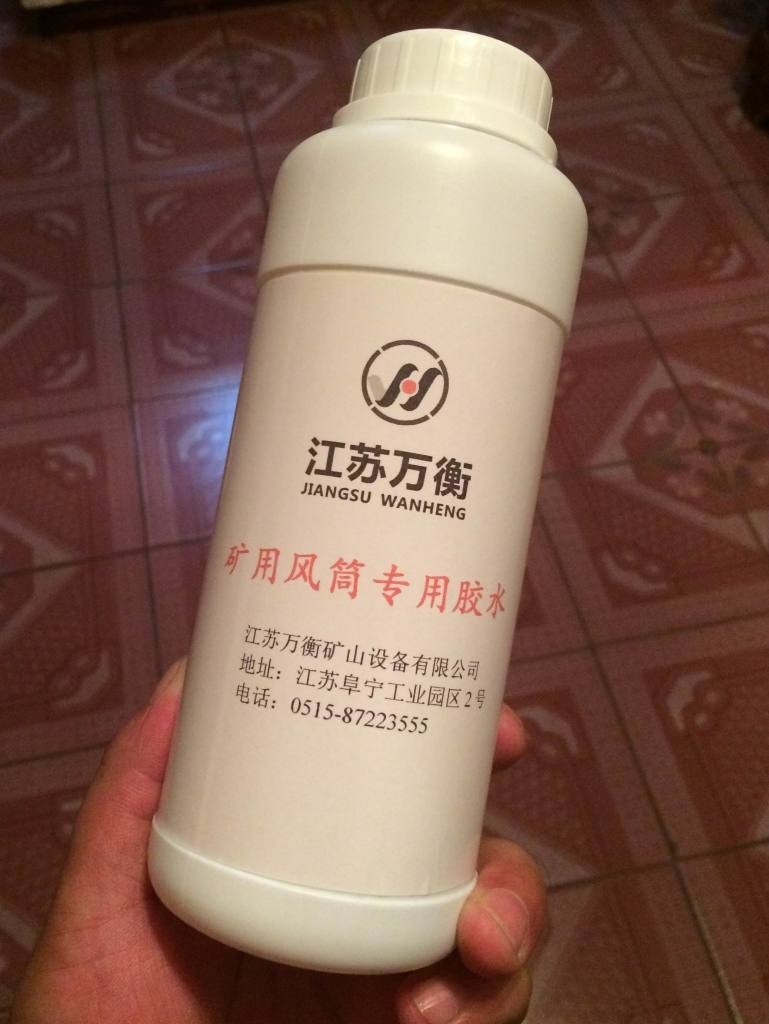 江苏万衡
JIANGSU WANHENG
矿用风筒专用胶水
江苏万衡矿山设备有限公司
地址：江苏阜宁工业园区2号
电话：0515-87223555